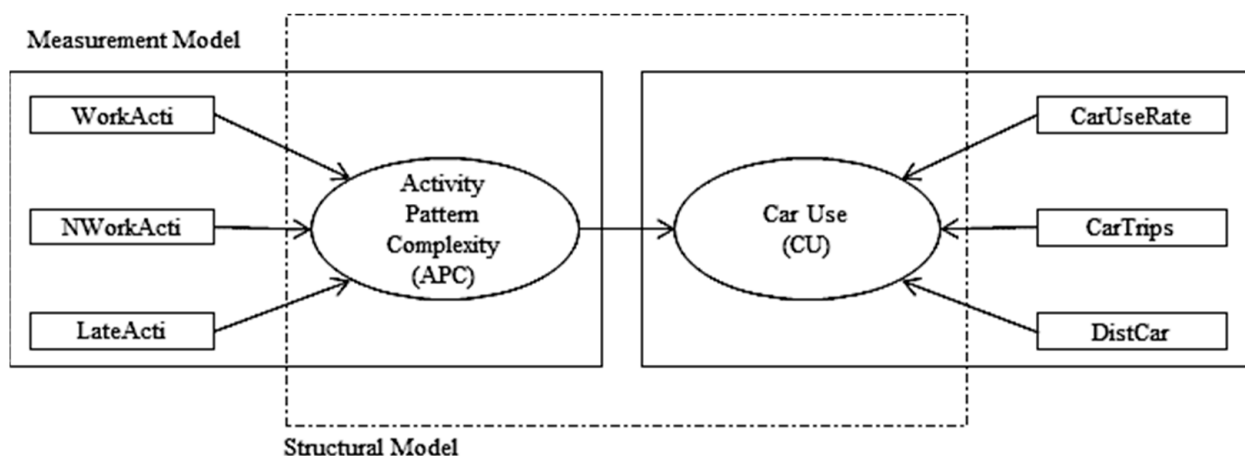 Measurement Model
WorkActi
NWorkActi
LateActi
Activity
Pattern
Complexity
(APC)
Car Use
(CU)
CarUseRate
CarTrips
DistCar
Structural Model